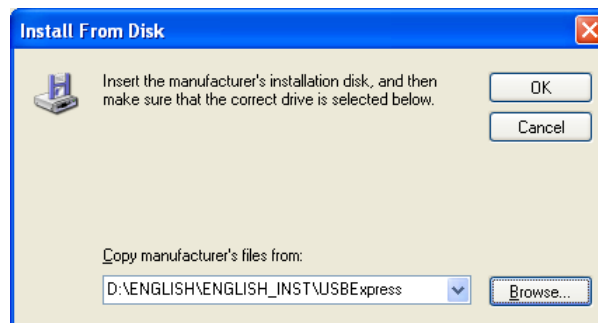 Install From Disk
Insert the manufacturer's installation disk, and then
make sure that the correct drive is selected below.
OK
Cancel
Copy manufacturer's files from:
D:\ENGLISH\ENGLISH_INST\USBExpress
Browse...